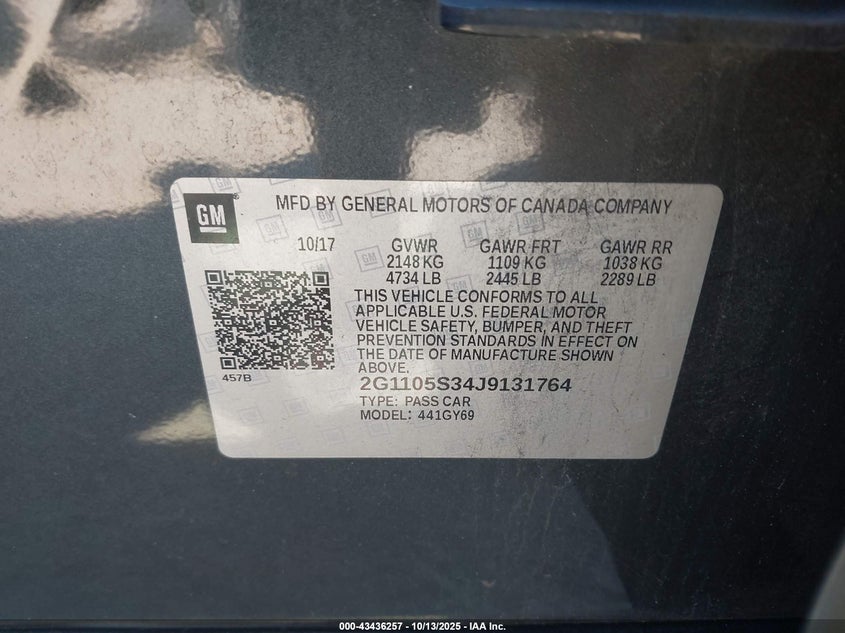 GM
MFD BY GENERAL MOTORS OF CANADA COMPANY
10/17 GVWR GAWR FRT GAWR RR
2148 KG 1109 KG 1038 KG
4734 LB 2445 LB 2289 LB
THIS VEHICLE CONFORMS TO ALL
APPLICABLE U.S. FEDERAL MOTOR
VEHICLE SAFETY, BUMPER, AND THEFT
PREVENTION STANDARDS IN EFFECT ON
THE DATE OF MANUFACTURE SHOWN
ABOVE.
457B
2G1105S34J9131764
TYPE: PASS CAR
MODEL: 441GY69
000-43436257 - 10/13/2025 - IAA Inc.